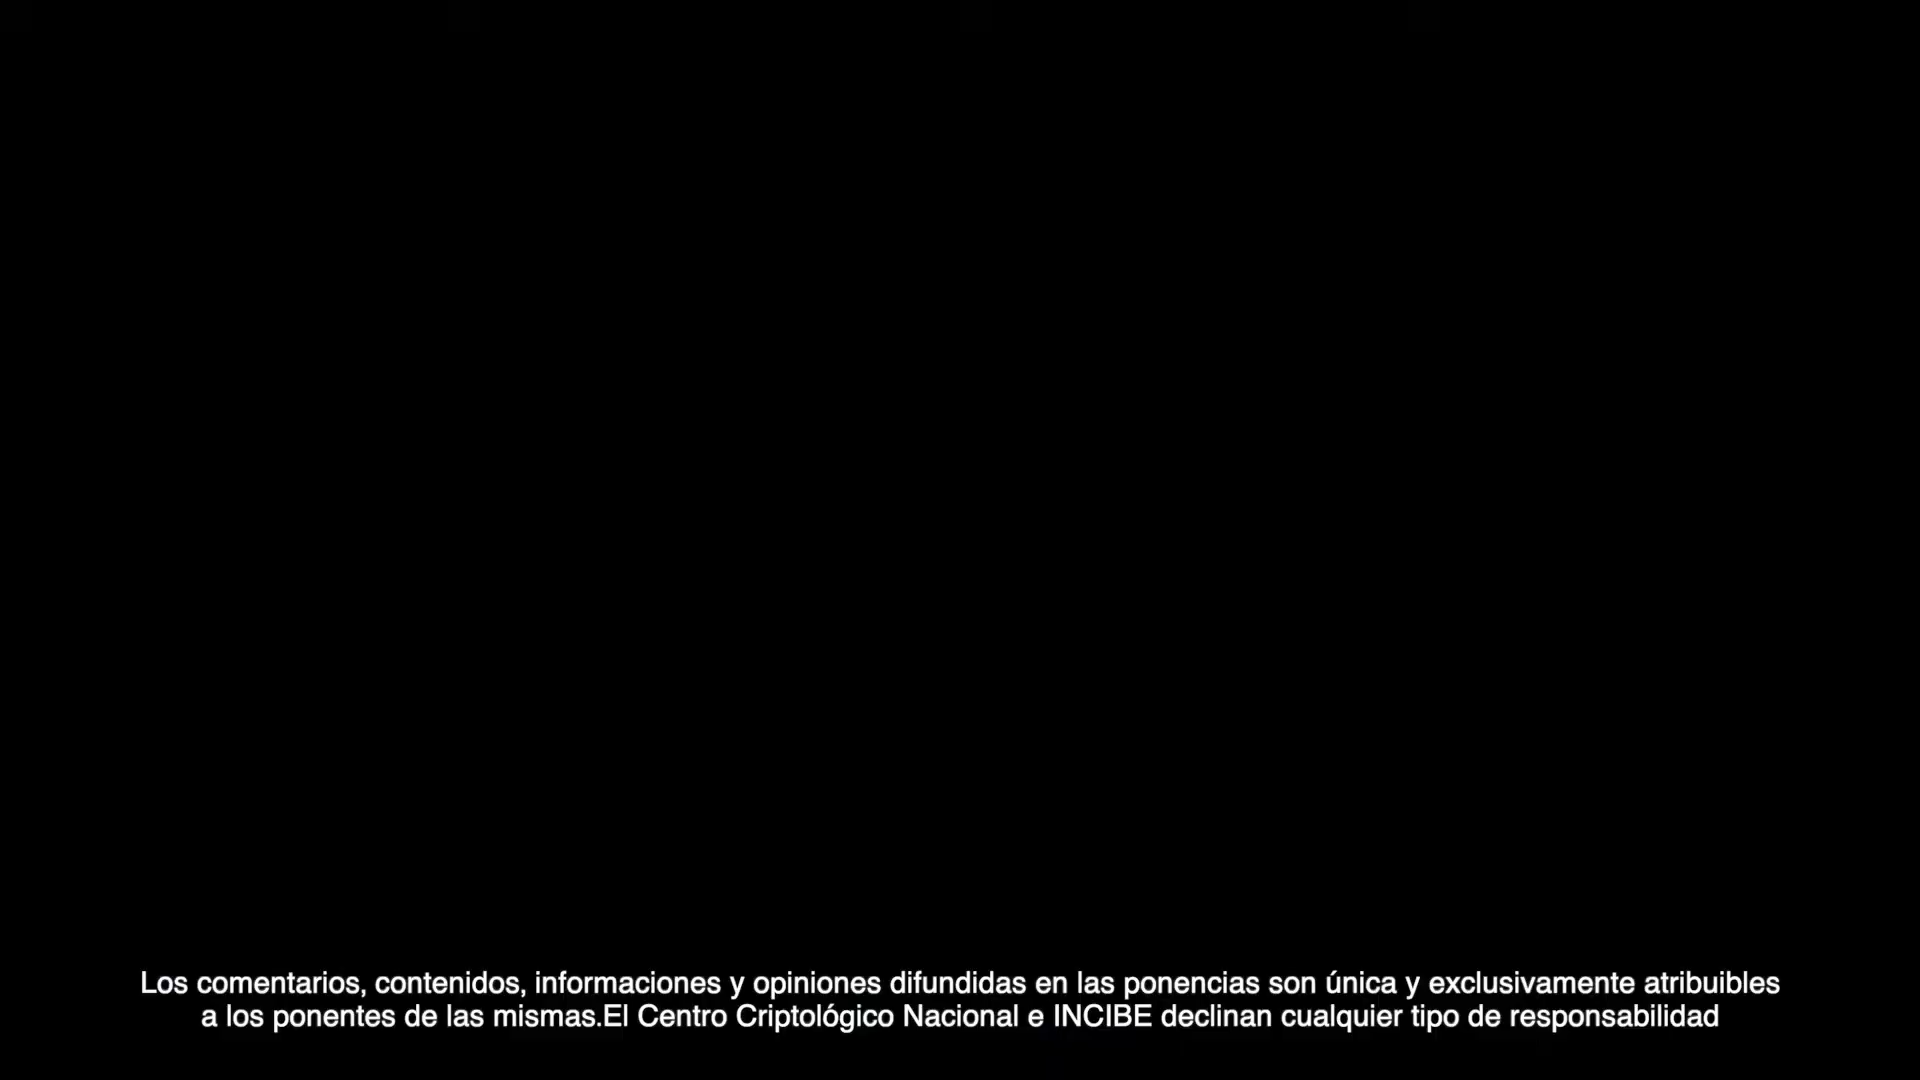 Los comentarios, contenidos, informaciones y opiniones difundidas en las ponencias son única y exclusivamente atribuibles
a los ponentes de las mismas.El Centro Criptológico Nacional e INCIBE declinan cualquier tipo de responsabilidad